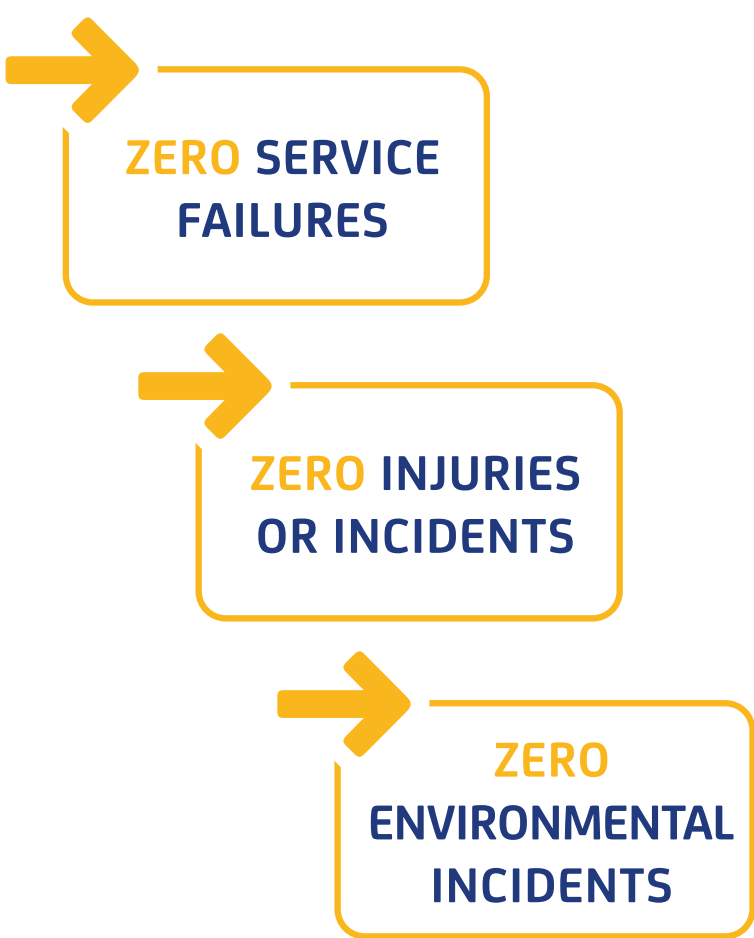 ZERO SERVICE
FAILURES
ZERO INJURIES
OR INCIDENTS
ZERO
ENVIRONMENTAL
INCIDENTS